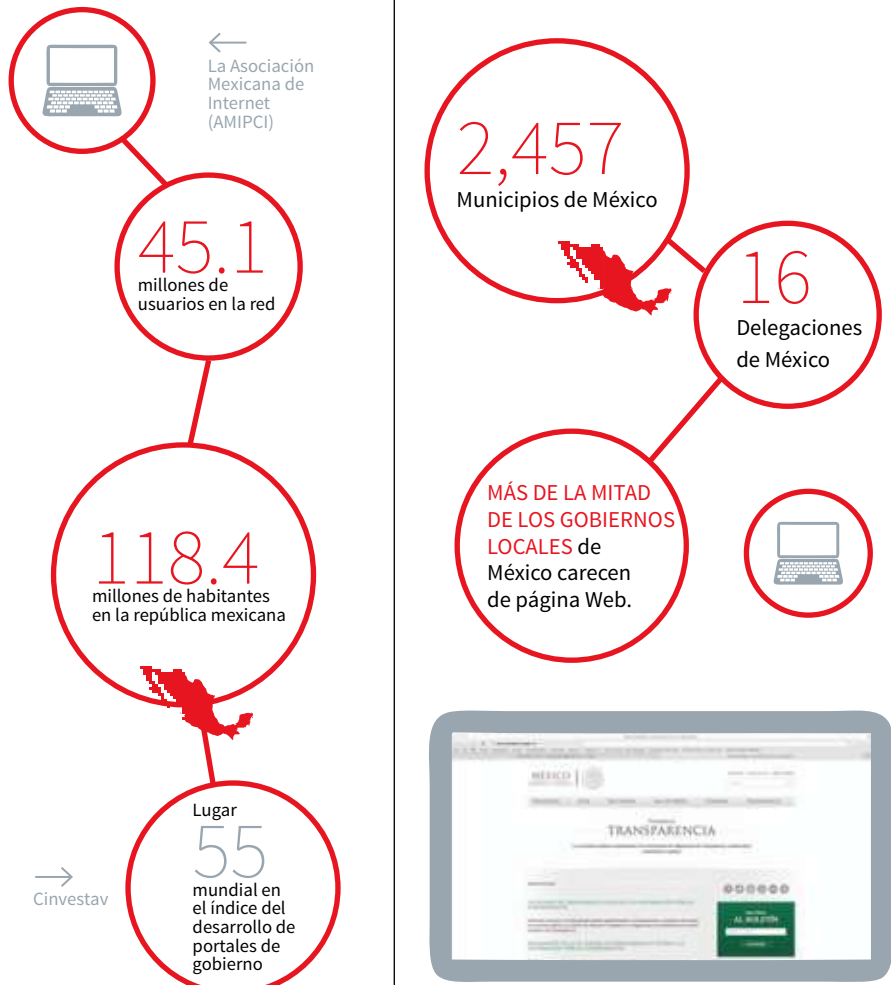 La Asociación
Mexicana de
Internet
(AMIPCI)
45.1
millones de
usuarios en la red
118.4
millones de habitantes
en la república mexicana
Lugar
55
mundial en
el índice del
desarrollo de
portales de
gobierno
Cinvestav
2,457
Municipios de México
16
Delegaciones
de México
MÁS DE LA MITAD
DE LOS GOBIERNOS
LOCALES de
México carecen
de página Web.
MÉXICO
TRANSPARENCIA
AL BOLETÍN